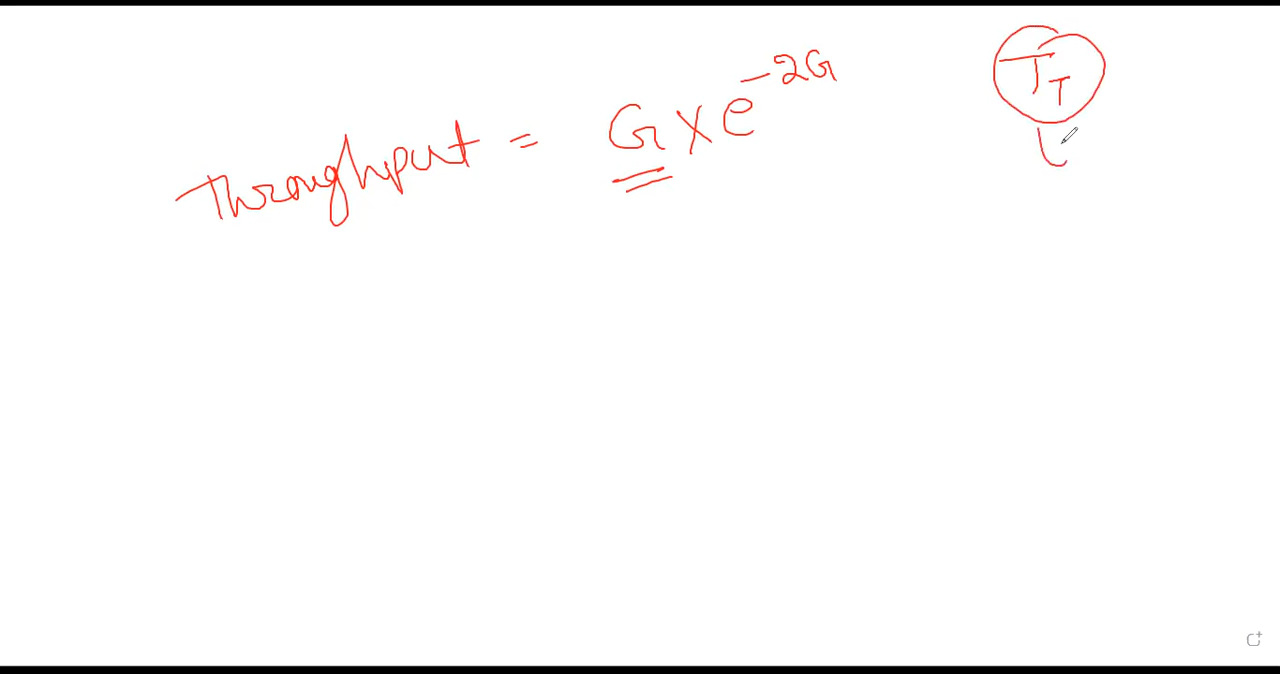 Throughput = G × e^{-2G}
T_T